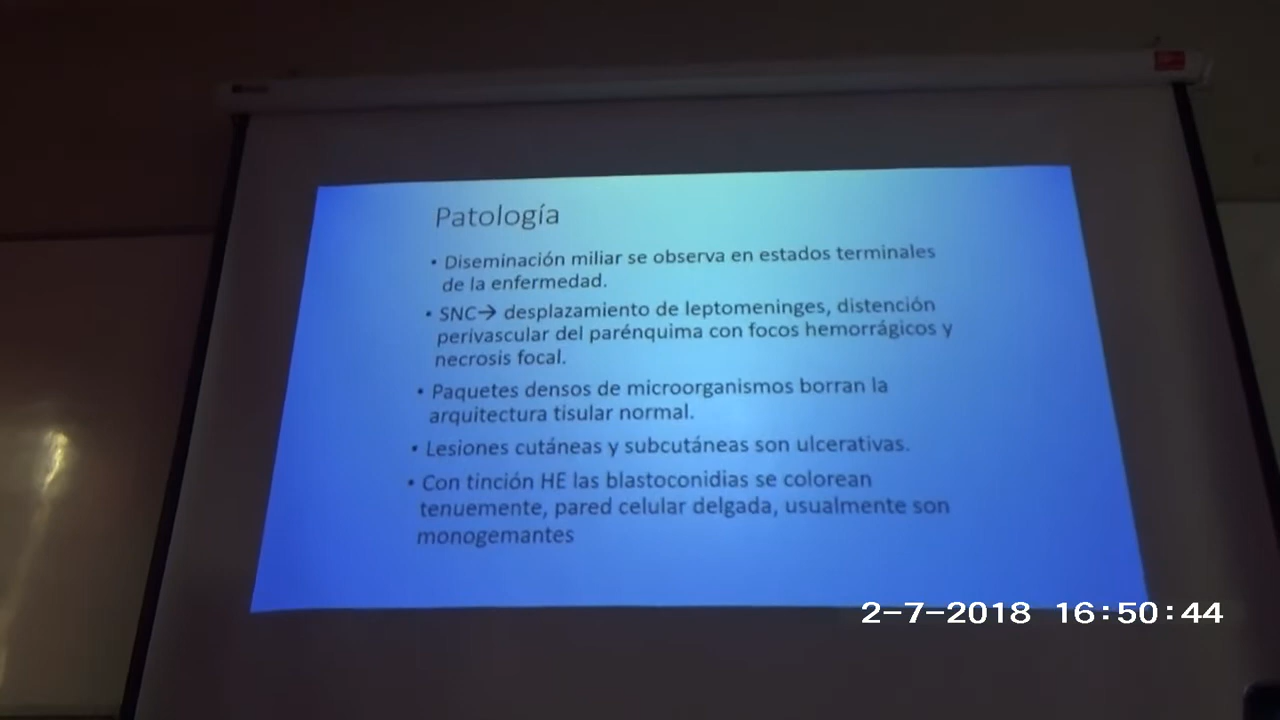 Patología
• Diseminación miliar se observa en estados terminales
de la enfermedad.
• SNC→ desplazamiento de leptomeninges, distención
perivascular del parénquima con focos hemorrágicos y
necrosis focal.
• Paquetes densos de microorganismos borran la
arquitectura tisular normal.
• Lesiones cutáneas y subcutáneas son ulcerativas.
• Con tinción HE las blastoconidias se colorean
tenuemente, pared celular delgada, usualmente son
monogemantes
2-7-2018 16:50:44